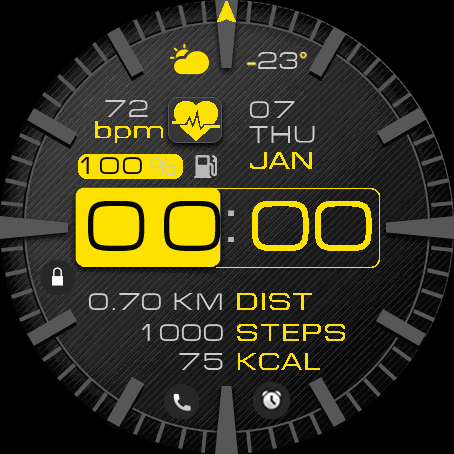 -23°
72
bpm
07
THU
JAN
100 %
00:00
0.70 KM DIST
1000 STEPS
75 KCAL